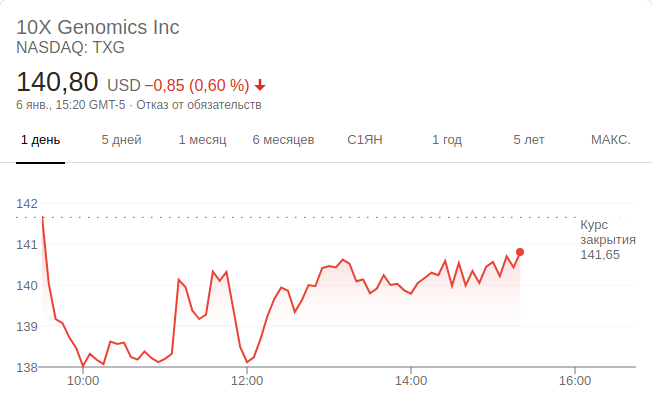 10X Genomics Inc
NASDAQ: TXG
140,80 USD −0,85 (0,60 %)
6 янв., 15:20 GMT-5 · Отказ от обязательств
1 день 5 дней 1 месяц 6 месяцев С1ЯН 1 год 5 лет МАКС.
142
Курс
закрытия
141,65
141
140
139
138
10:00 12:00 14:00 16:00